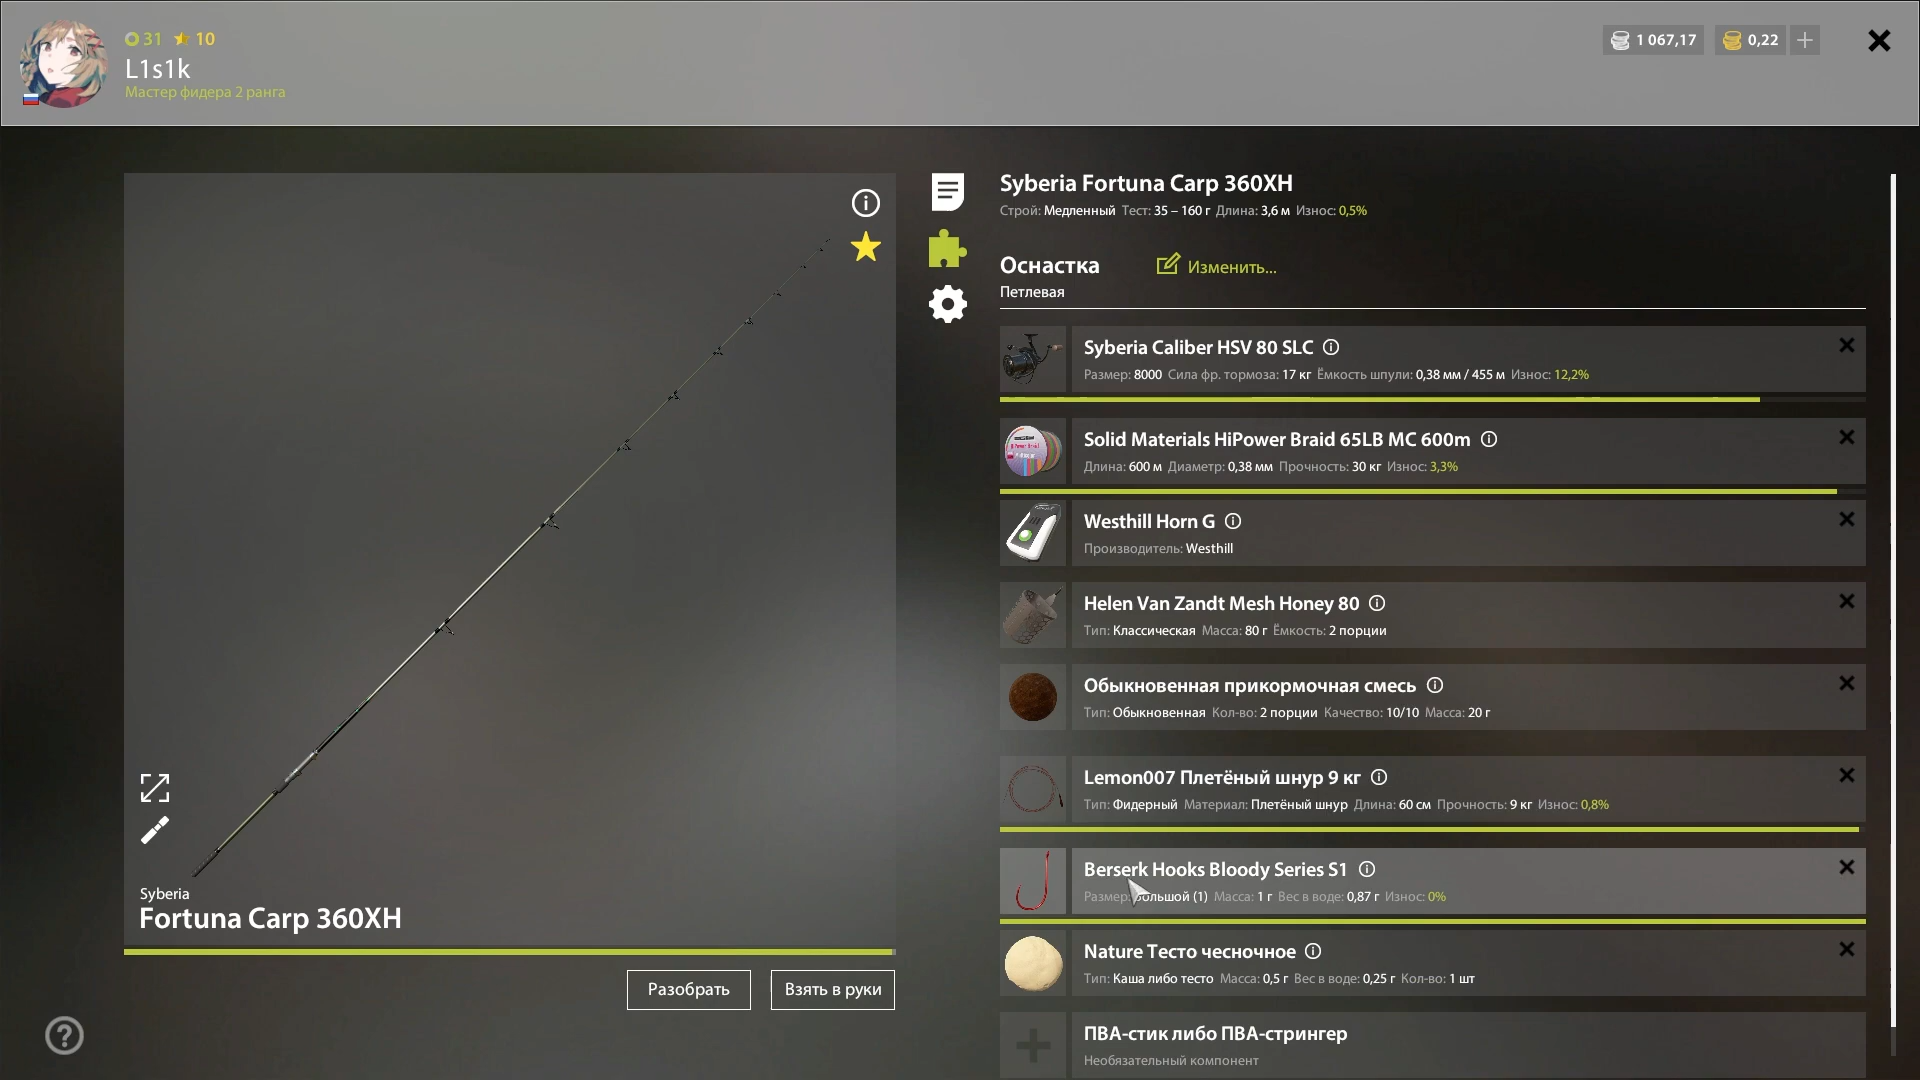 31 10
L1s1k
Мастер фидера 2 ранга
1 067,17 0,22
Syberia
Fortuna Carp 360XH
Разобрать
Взять в руки
Syberia Fortuna Carp 360XH
Строй: Медленный Тест: 35 – 160 г Длина: 3,6 м Износ: 0,5%
Оснастка Изменить...
Петлевая
Syberia Caliber HSV 80 SLC
Размер: 8000 Сила фр. тормоза: 17 кг Ёмкость шпули: 0,38 мм / 455 м Износ: 12,2%
Solid Materials HiPower Braid 65LB MC 600m
Длина: 600 м Диаметр: 0,38 мм Прочность: 30 кг Износ: 3,3%
Westhill Horn G
Производитель: Westhill
Helen Van Zandt Mesh Honey 80
Тип: Классическая Масса: 80 г Ёмкость: 2 порции
Обыкновенная прикормочная смесь
Тип: Обыкновенная Кол-во: 2 порции Качество: 10/10 Масса: 20 г
Lemon007 Плетёный шнур 9 кг
Тип: Фидерный Материал: Плетёный шнур Длина: 60 см Прочность: 9 кг Износ: 0,8%
Berserk Hooks Bloody Series S1
Размер: Большой (1) Масса: 1 г Вес в воде: 0,87 г Износ: 0%
Nature Тесто чесночное
Тип: Каша либо тесто Масса: 0,5 г Вес в воде: 0,25 г Кол-во: 1 шт
ПВА-стик либо ПВА-стрингер
Необязательный компонент